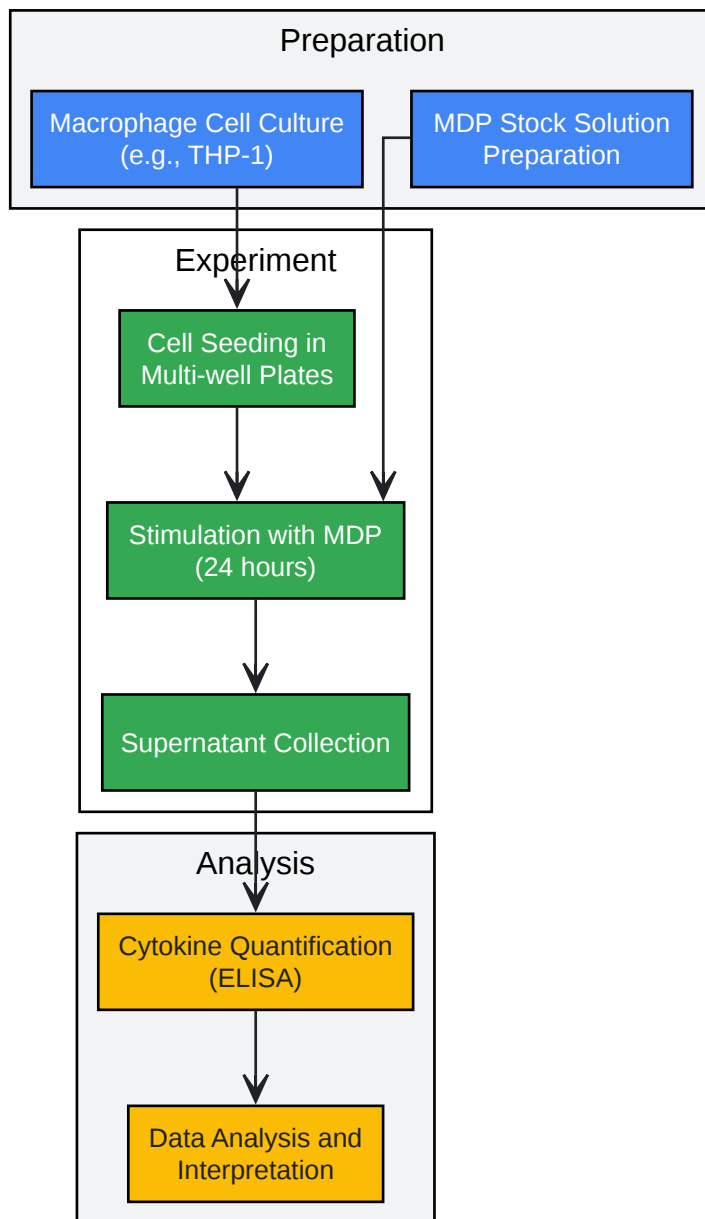 Preparation
Macrophage Cell Culture
(e.g., THP-1)
MDP Stock Solution
Preparation
Experiment
Cell Seeding in
Multi-well Plates
Stimulation with MDP
(24 hours)
Supernatant Collection
Analysis
Cytokine Quantification
(ELISA)
Data Analysis and
Interpretation